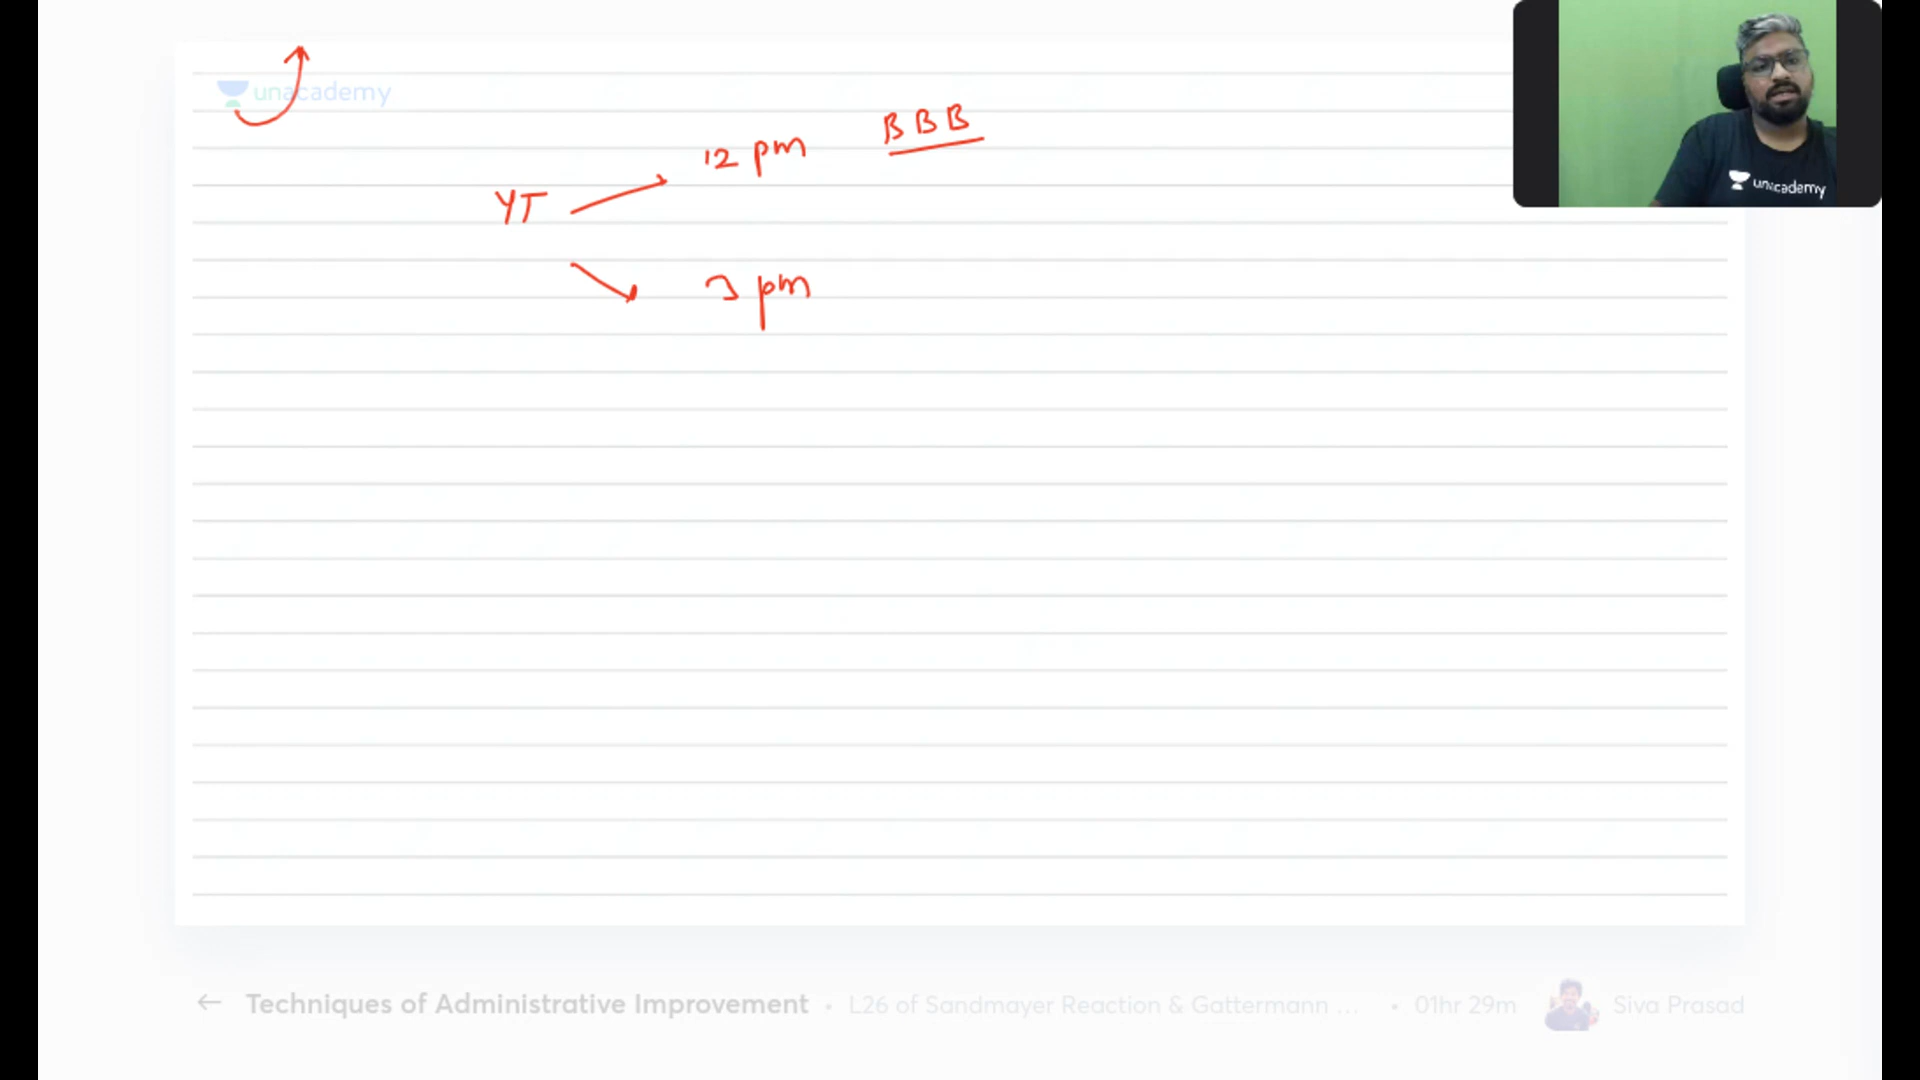 unacademy
12 pm BBB
YT
3 pm
unacademy
Techniques of Administrative Improvement • L26 of Sandmayer Reaction & Gattermann ... • 01hr 29m Siva Prasad